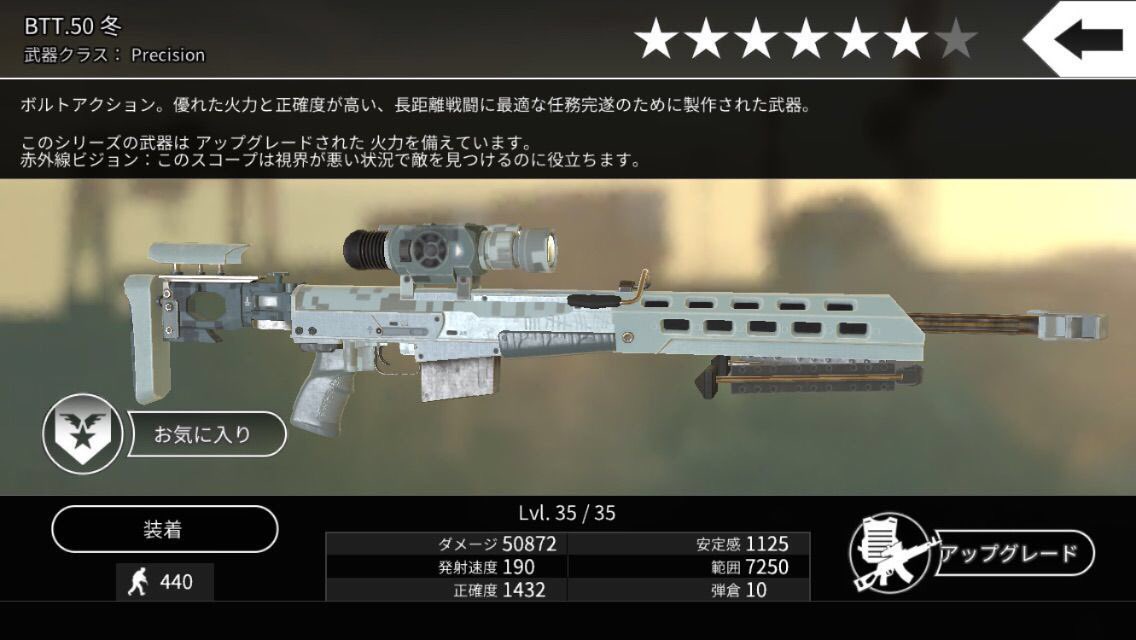 BTT.50 冬
武器クラス： Precision
ボルトアクション。優れた火力と正確度が高い、長距離戦闘に最適な任務完遂のために製作された武器。
このシリーズの武器は アップグレードされた 火力を備えています。
赤外線ビジョン：このスコープは視界が悪い状況で敵を見つけるのに役立ちます。
お気に入り
装着
440
Lvl. 35 / 35
ダメージ 50872 安定感 1125
発射速度 190 範囲 7250
正確度 1432 弾倉 10
アップグレード